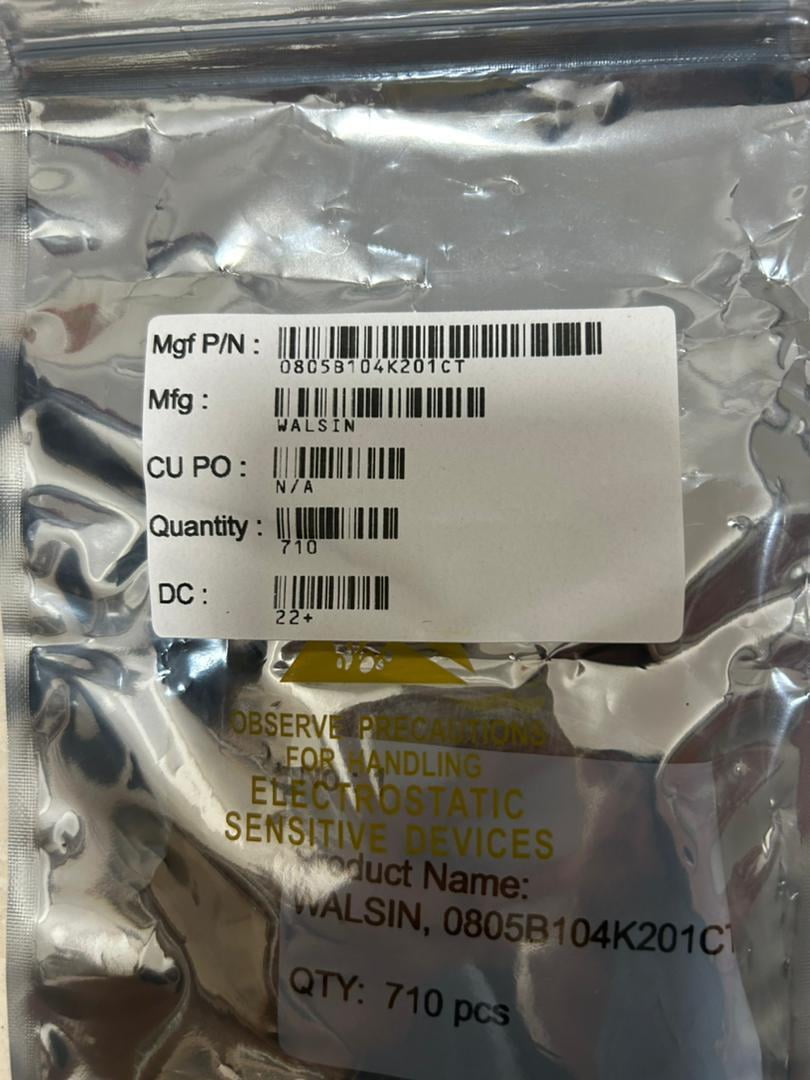 Mgf P/N :
0805B104K201CT
Mfg :
WALSIN
CU PO :
N/A
Quantity :
710
DC :
22+
OBSERVE PRECAUTIONS
FOR HANDLING
ELECTROSTATIC
SENSITIVE DEVICES
Product Name:
WALSIN, 0805B104K201CT
QTY: 710 pcs